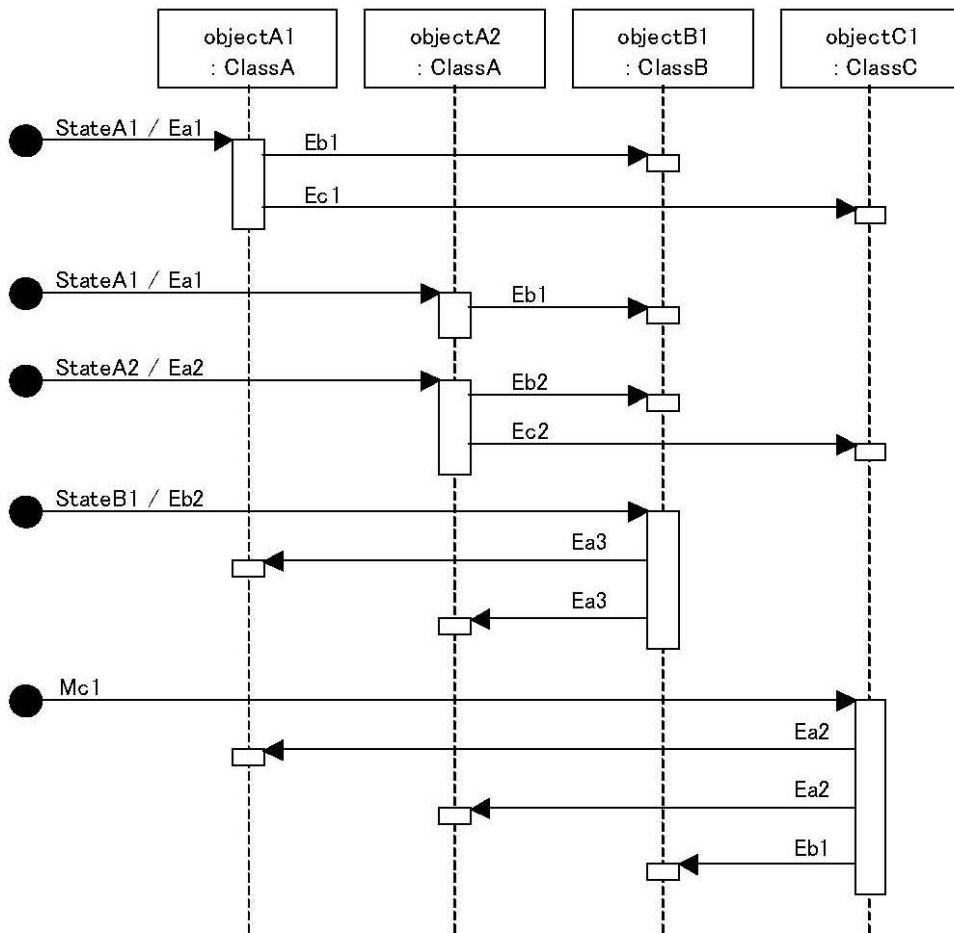 objectA1
: ClassA
objectA2
: ClassA
objectB1
: ClassB
objectC1
: ClassC
StateA1 / Ea1
Eb1
Ec1
StateA1 / Ea1
Eb1
StateA2 / Ea2
Eb2
Ec2
StateB1 / Eb2
Ea3
Ea3
Mc1
Ea2
Ea2
Eb1